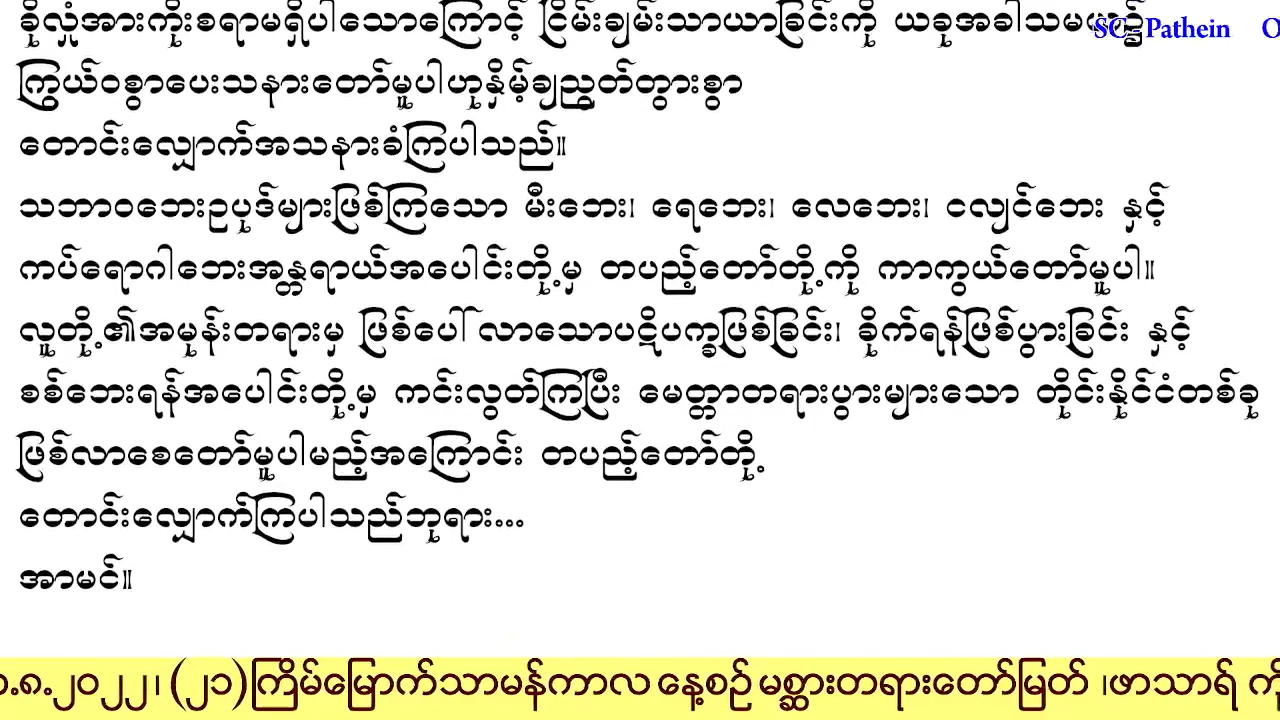 ခိုလှုံအားကိုးစရာမရှိပါသောကြောင့် ငြိမ်းချမ်းသာယာခြင်းကို ယခုအခါသမယ၌
SC - Pathein
ကြွယ်ဝစွာပေးသနားတော်မူပါဟုနှိမ့်ချညွတ်တွားစွာ
တောင်းလျှောက်အသနားခံကြပါသည်။
သဘာဝဘေးဥပုဒ်များဖြစ်ကြသော မီးဘေး၊ ရေဘေး၊ လေဘေး၊ ငလျင်ဘေး နှင့်
ကပ်ရောဂါဘေးအန္တရာယ်အပေါင်းတို့မှ တပည့်တော်တို့ကို ကာကွယ်တော်မူပါ။
လူတို့၏အမုန်းတရားမှ ဖြစ်ပေါ်လာသောပဋိပက္ခဖြစ်ခြင်း၊ ခိုက်ရန်ဖြစ်ပွားခြင်း နှင့်
စစ်ဘေးရန်အပေါင်းတို့မှ ကင်းလွတ်ကြပြီး မေတ္တာတရားပွားများသော တိုင်းနိုင်ငံတစ်ခု
ဖြစ်လာစေတော်မူပါမည့်အကြောင်း တပည့်တော်တို့
တောင်းလျှောက်ကြပါသည်ဘုရား...
အာမင်။
.၈.၂၀၂၂၊ (၂၁)ကြိမ်မြောက်သာမန်ကာလ နေ့စဉ် မစ္ဆားတရားတော်မြတ် ၊ဖာသာရ် ကို